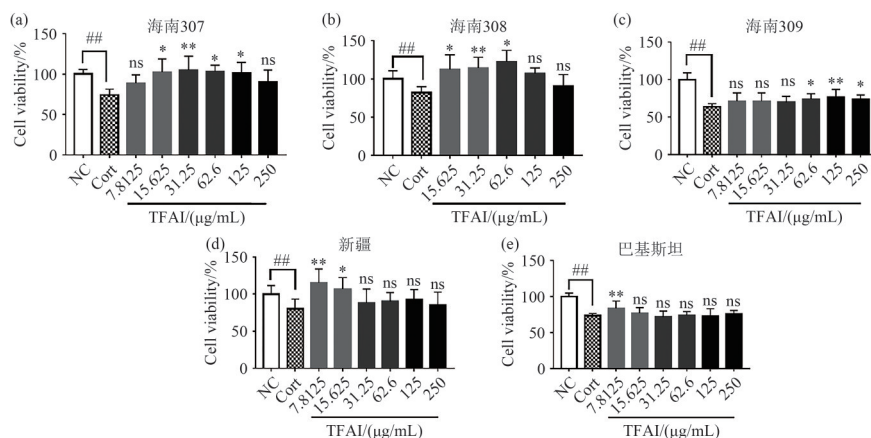 (a)
海南307
Cell viability/%
150
100
50
0
##
ns
*
**
*
*
ns
NC
Cort
7.8125
15.625
31.25
62.6
125
250
TFAI/(μg/mL)
(b)
海南308
Cell viability/%
150
100
50
0
##
*
**
*
NC
Cort
15.625
31.25
62.6
125
250
TFAI/(μg/mL)
(c)
海南309
Cell viability/%
150
100
50
0
##
ns
ns
ns
*
**
*
NC
Cort
7.8125
15.625
31.25
62.6
125
250
TFAI/(μg/mL)
(d)
新疆
Cell viability/%
150
100
50
0
##
**
*
ns
ns
ns
ns
NC
Cort
7.8125
15.625
31.25
62.6
125
250
TFAI/(μg/mL)
(e)
巴基斯坦
Cell viability/%
150
100
50
0
##
**
ns
ns
ns
ns
ns
NC
Cort
7.8125
15.625
31.25
62.6
125
250
TFAI/(μg/mL)